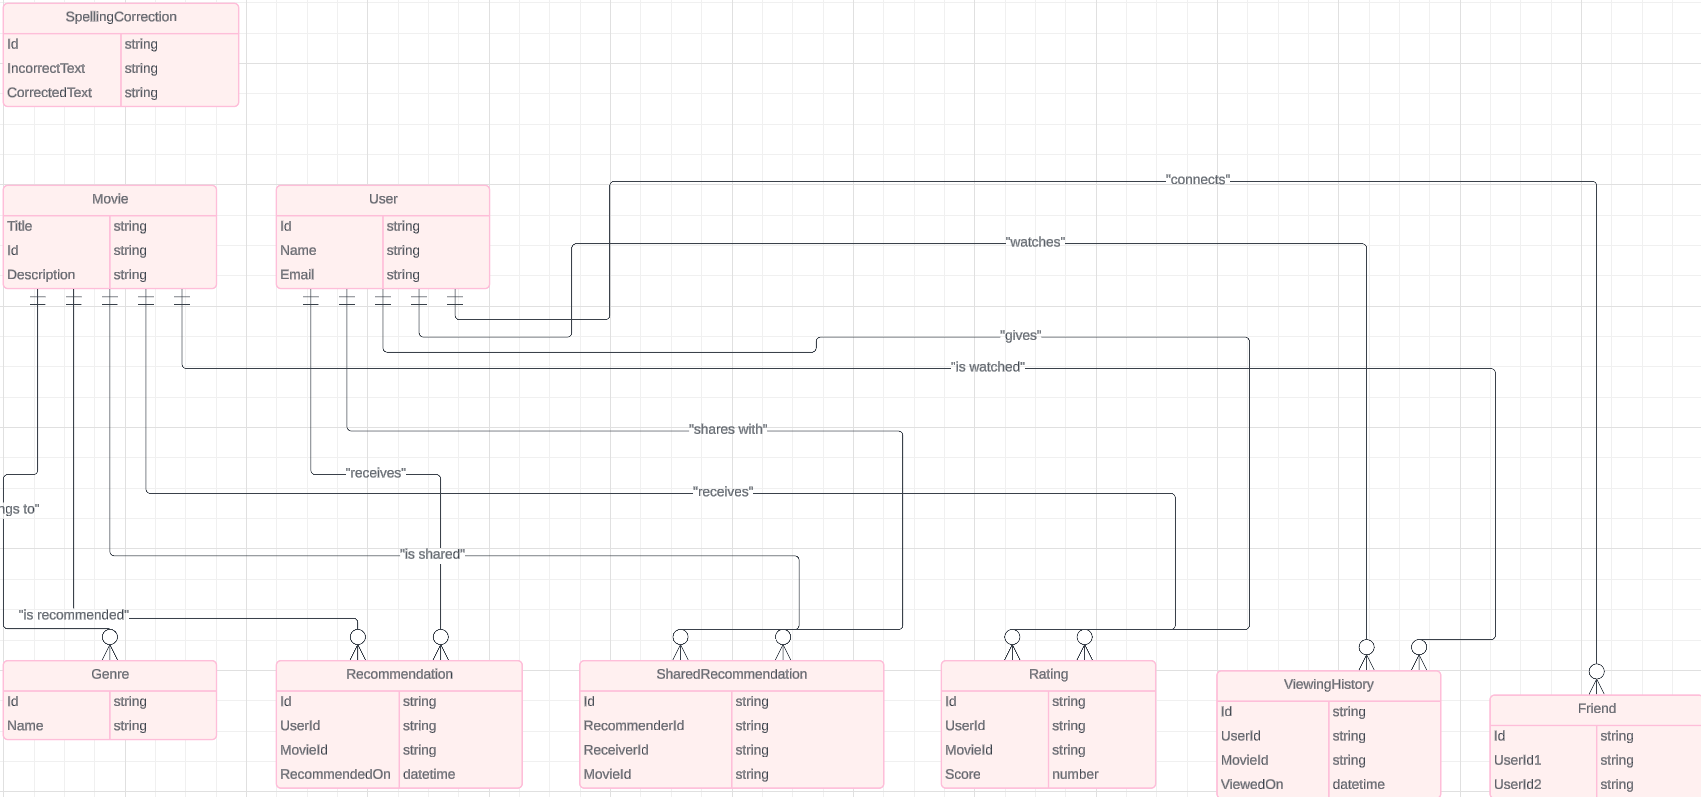 SpellingCorrection
Id string
IncorrectText string
CorrectedText string
"connects"
Movie
Title string
Id string
Description string
User
Id string
Name string
Email string
"watches"
"gives"
"is watched"
"shares with"
"receives"
"receives"
ngs to"
"is shared"
"is recommended"
Genre
Id string
Name string
Recommendation
Id string
UserId string
MovieId string
RecommendedOn datetime
SharedRecommendation
Id string
RecommenderId string
ReceiverId string
MovieId string
Rating
Id string
UserId string
MovieId string
Score number
ViewingHistory
Id string
UserId string
MovieId string
ViewedOn datetime
Friend
Id string
UserId1 string
UserId2 string